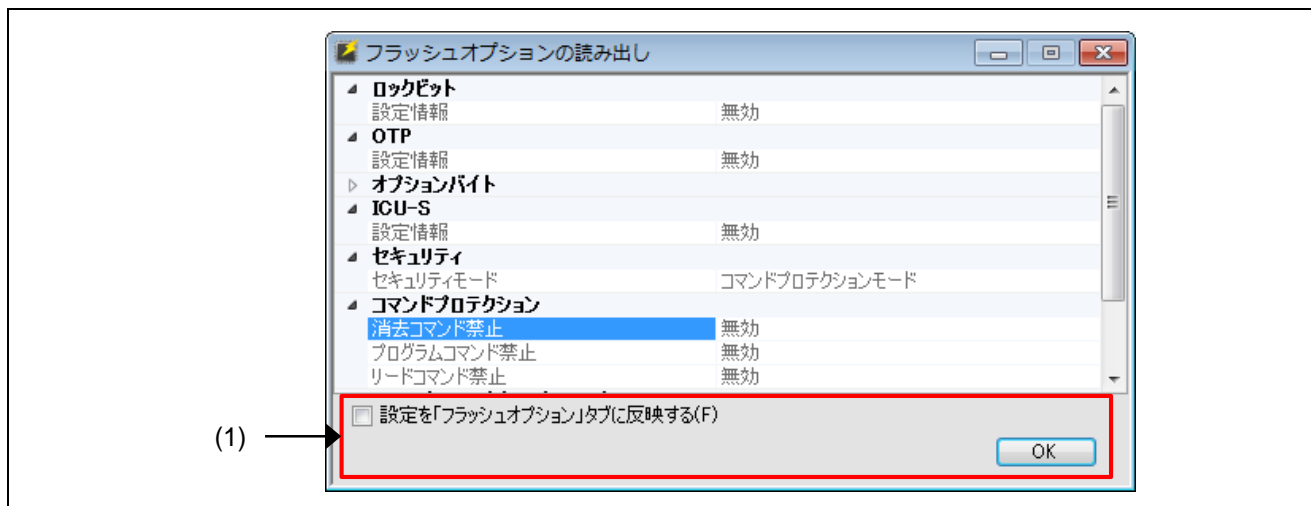 フラッシュオプションの読み出し
ロックビット
設定情報 無効
OTP
設定情報 無効
オプションバイト
ICU-S
設定情報 無効
セキュリティ
セキュリティモード コマンドプロテクションモード
コマンドプロテクション
消去コマンド禁止 無効
プログラムコマンド禁止 無効
リードコマンド禁止 無効
設定を「フラッシュオプション」タブに反映する(F)
(1)
OK